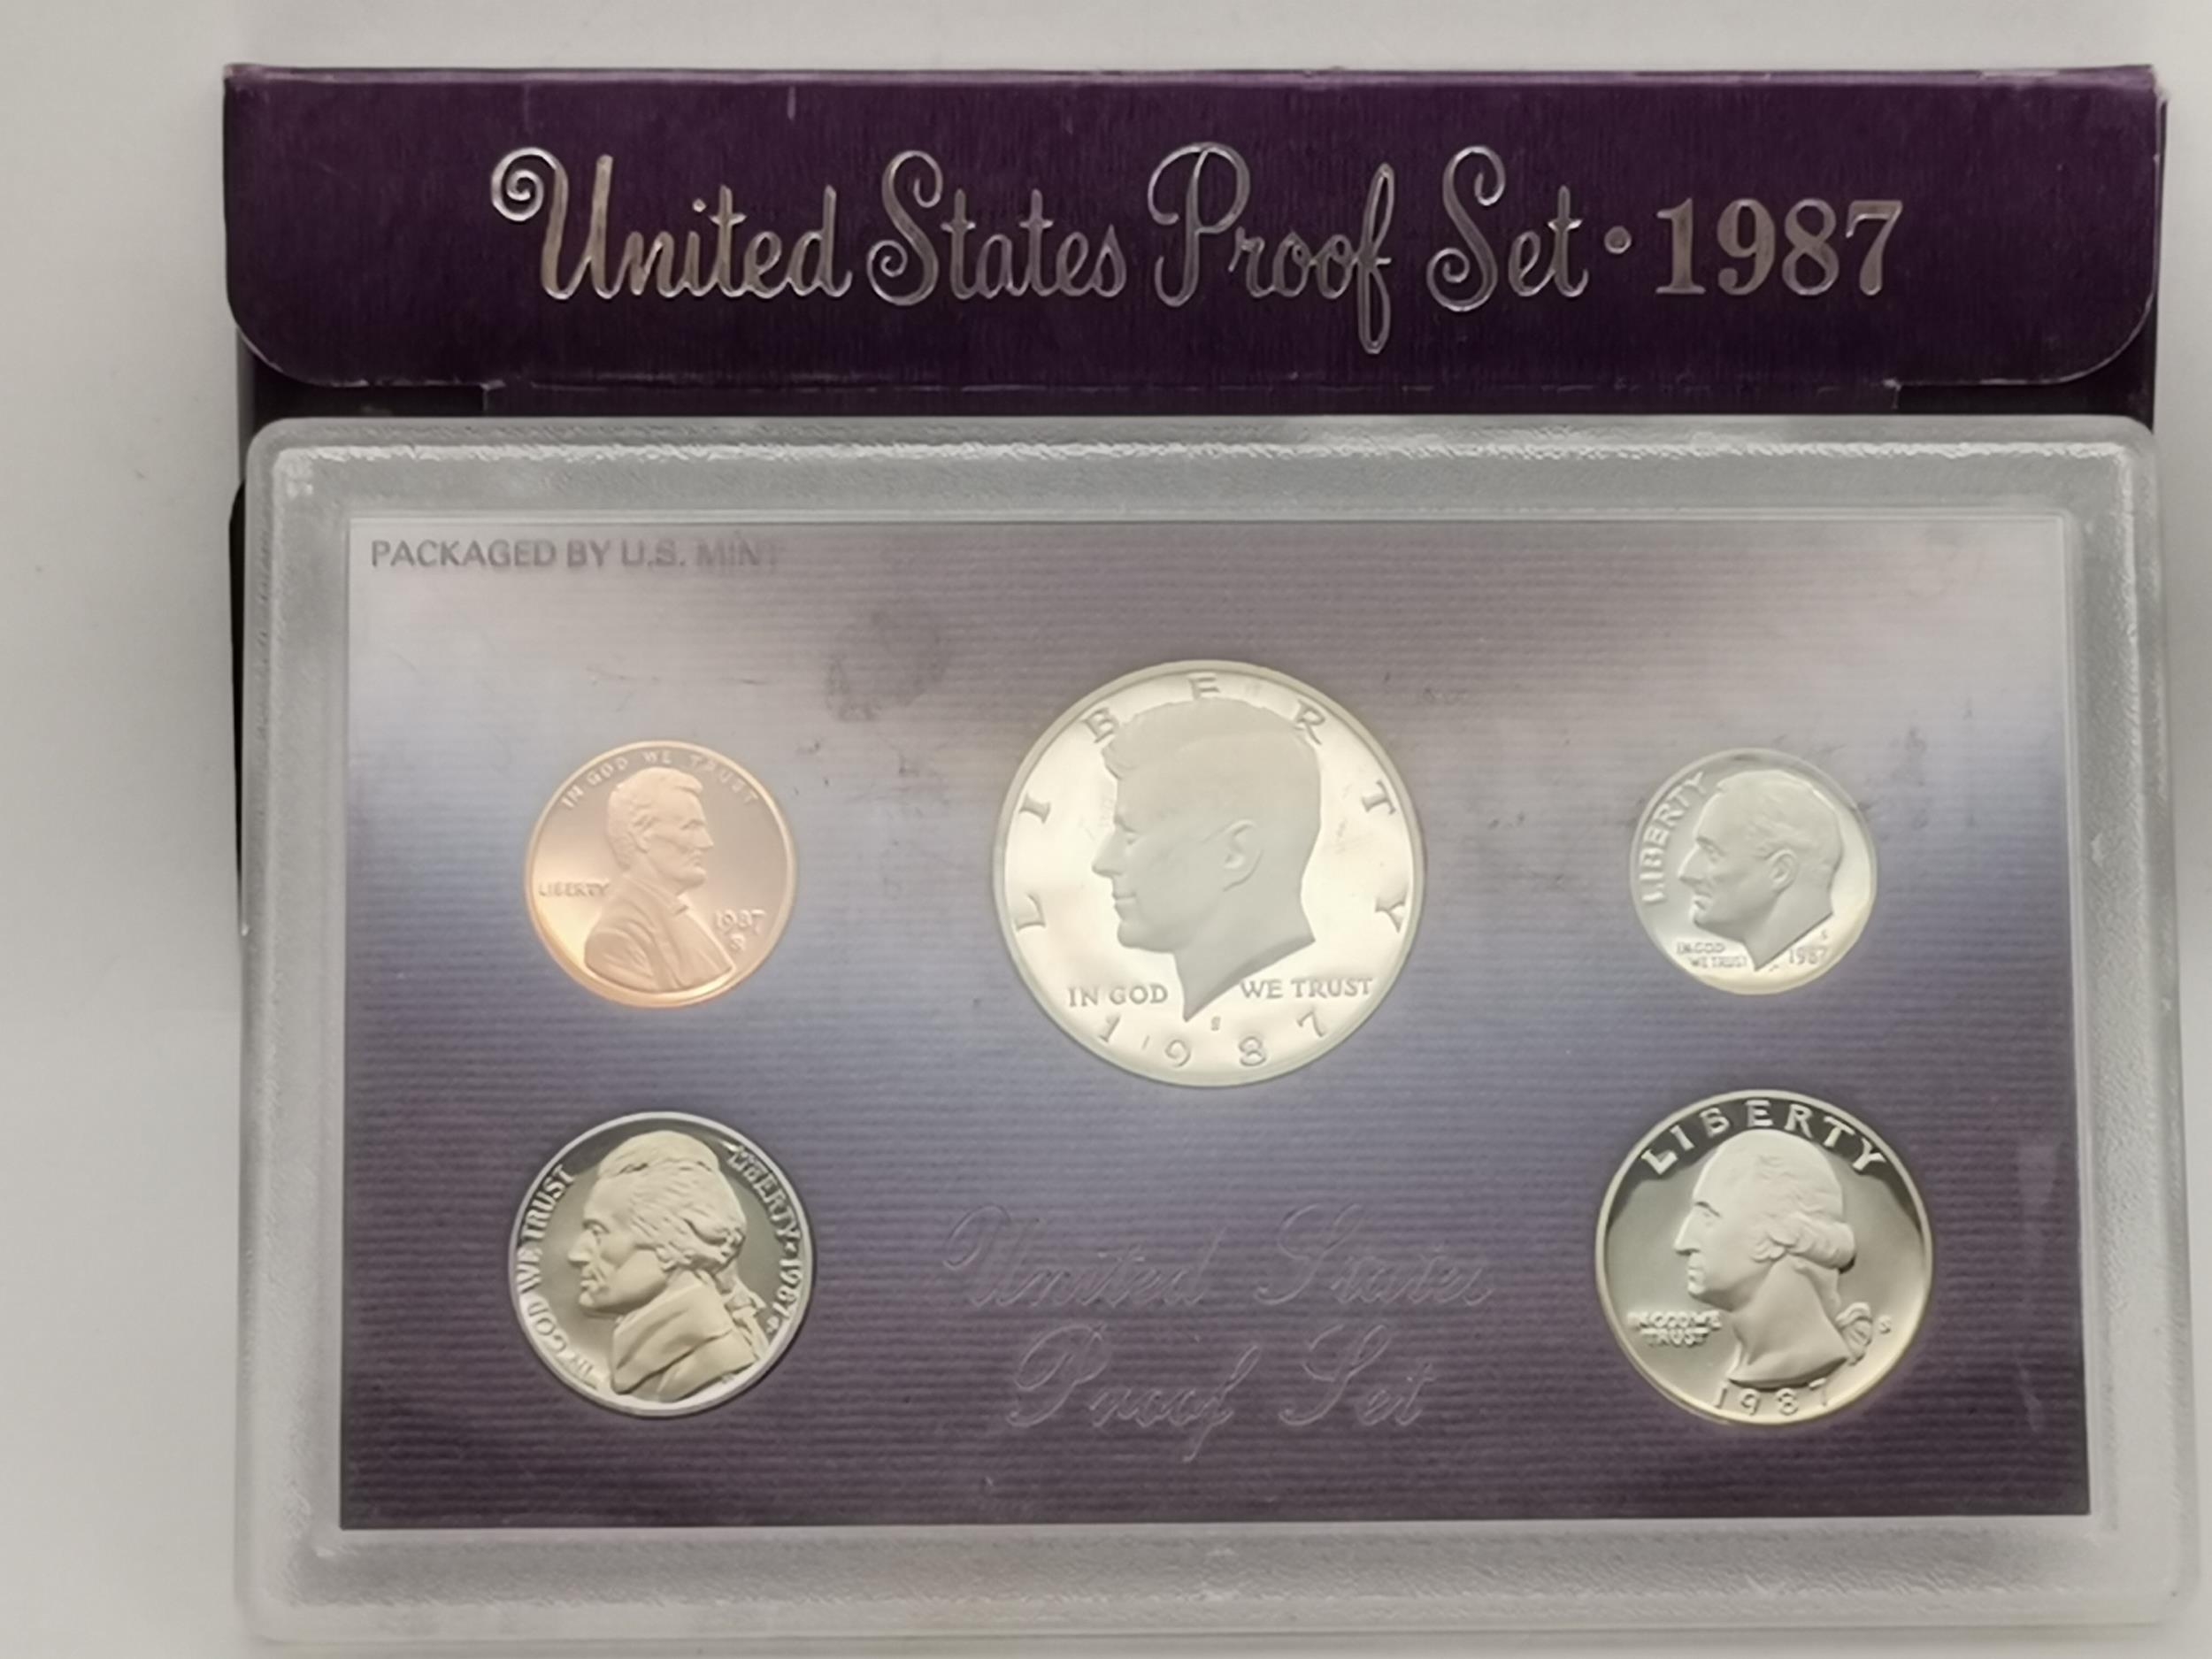 United States Proof Set · 1987
PACKAGED BY U.S. MINT
IN GOD WE TRUST
LIBERTY
1987
S
LIBERTY
IN GOD WE TRUST
S
1987
LIBERTY
IN GOD
WE TRUST
S
1987
IN GOD WE TRUST
LIBERTY 1987
LIBERTY
IN GOD WE
TRUST
S
1987
United States
Proof Set